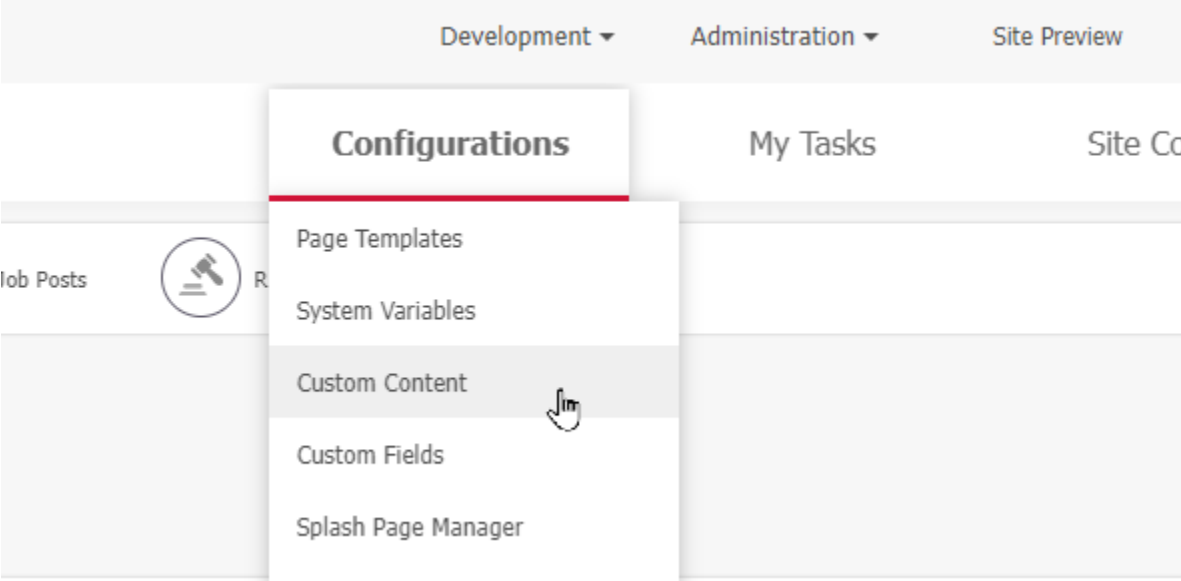 Development Administration Site Preview
Configurations My Tasks Site
Page Templates
Job Posts
System Variables
Custom Content
Custom Fields
Splash Page Manager